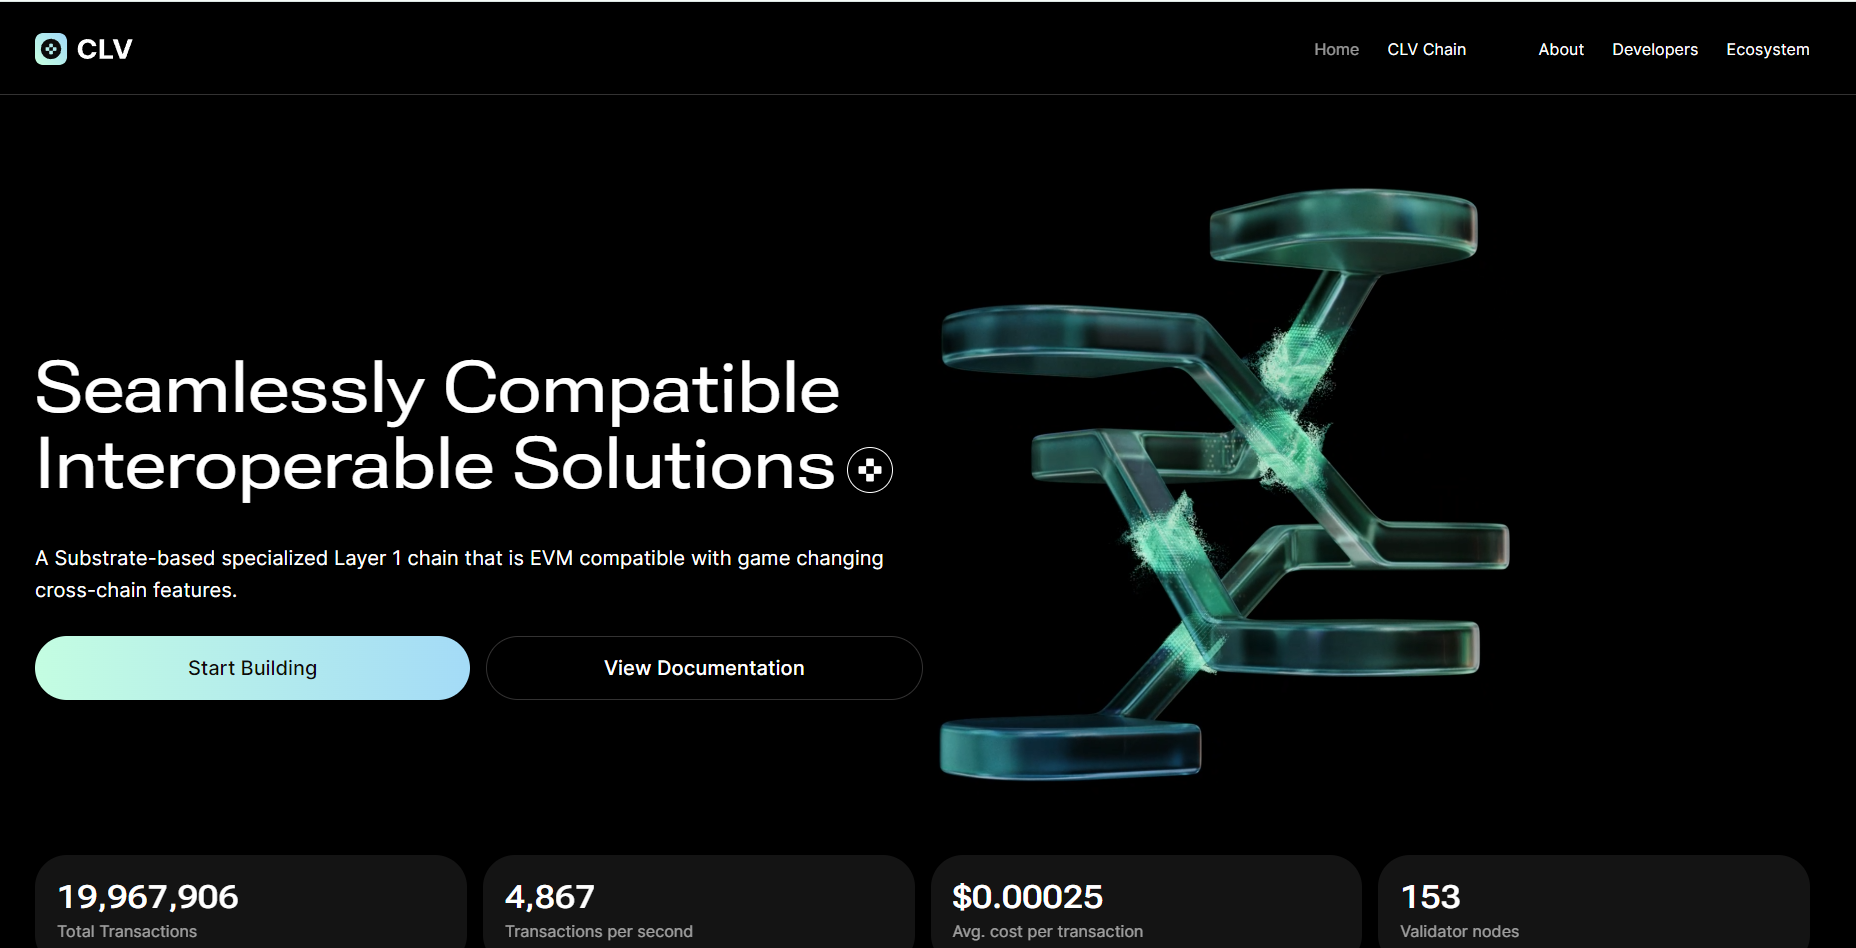 CLV
Home CLV Chain About Developers Ecosystem
Seamlessly Compatible
Interoperable Solutions
A Substrate-based specialized Layer 1 chain that is EVM compatible with game changing
cross-chain features.
Start Building View Documentation
19,967,906
Total Transactions
4,867
Transactions per second
$0.00025
Avg. cost per transaction
153
Validator nodes